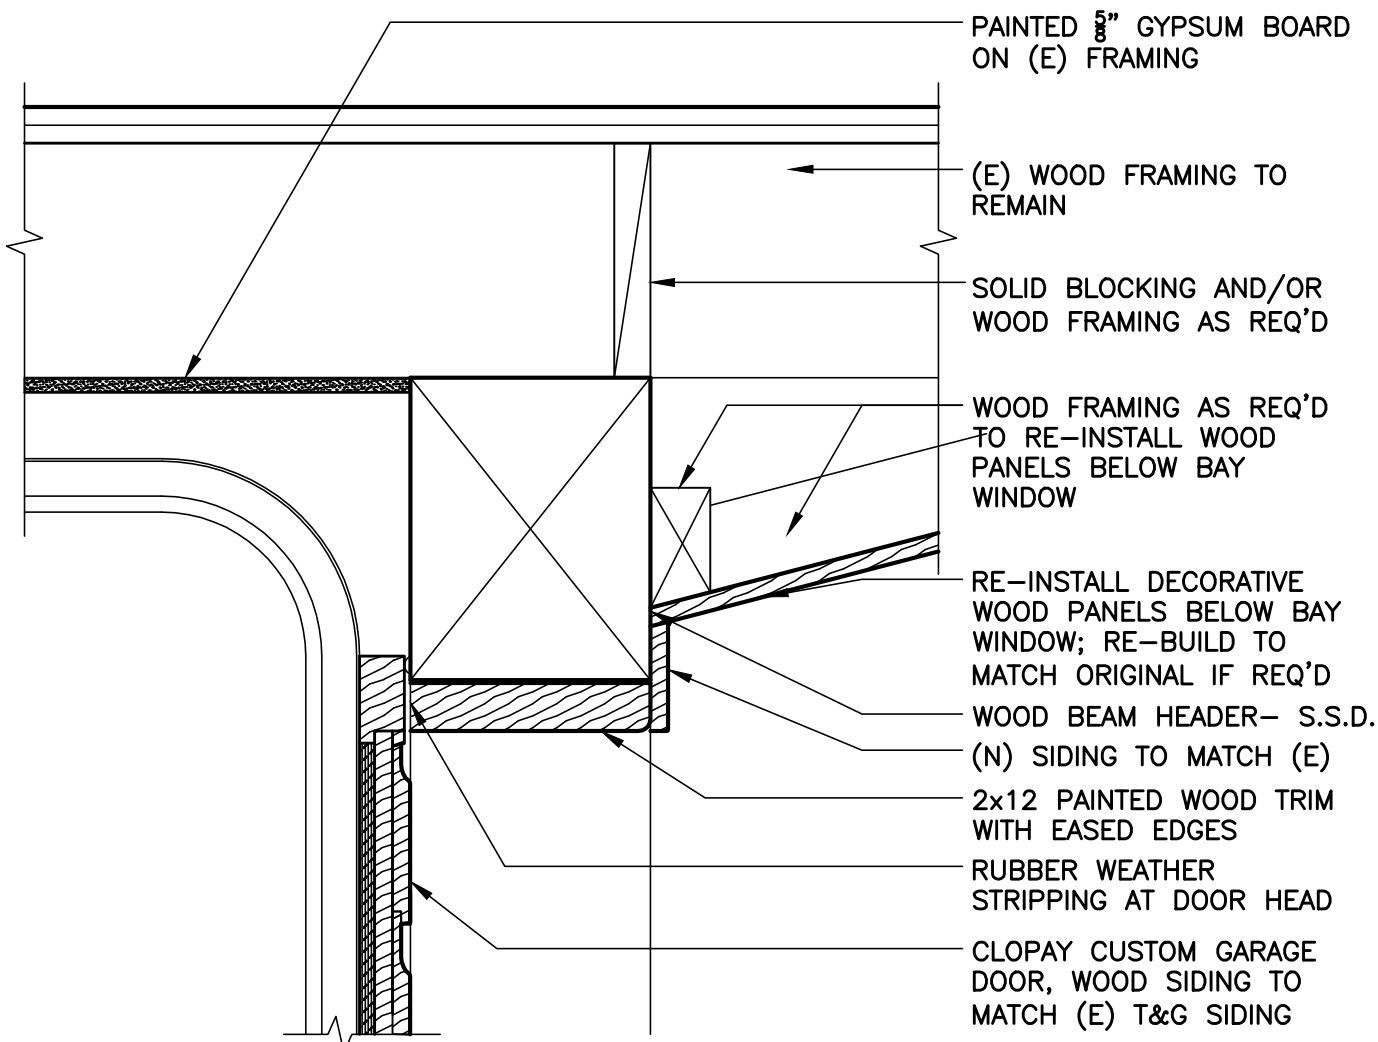 PAINTED 5/8" GYPSUM BOARD
ON (E) FRAMING
(E) WOOD FRAMING TO
REMAIN
SOLID BLOCKING AND/OR
WOOD FRAMING AS REQ'D
WOOD FRAMING AS REQ'D
TO RE-INSTALL WOOD
PANELS BELOW BAY
WINDOW
RE-INSTALL DECORATIVE
WOOD PANELS BELOW BAY
WINDOW; RE-BUILD TO
MATCH ORIGINAL IF REQ'D
WOOD BEAM HEADER- S.S.D.
(N) SIDING TO MATCH (E)
2x12 PAINTED WOOD TRIM
WITH EASED EDGES
RUBBER WEATHER
STRIPPING AT DOOR HEAD
CLOPAY CUSTOM GARAGE
DOOR, WOOD SIDING TO
MATCH (E) T&G SIDING